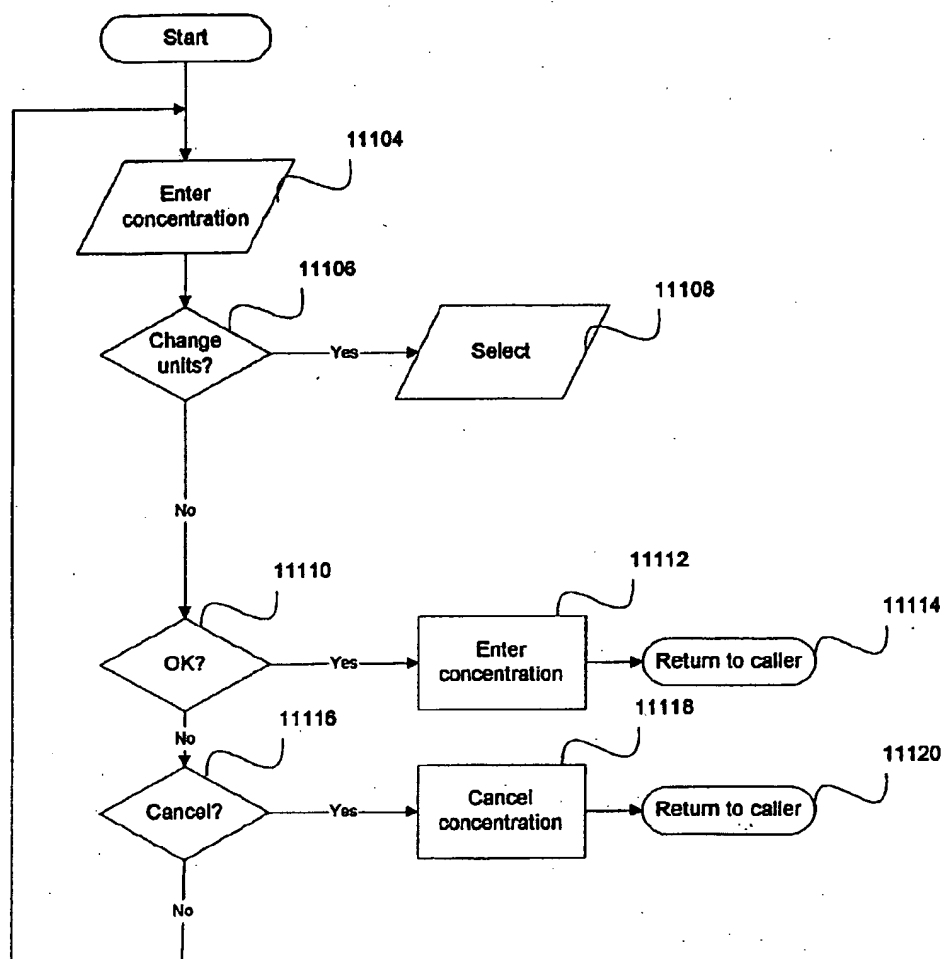 Start
11104
Enter
concentration
11106
Change
units?
Yes
11108
Select
No
11110
OK?
Yes
11112
Enter
concentration
11114
Return to caller
No
11116
Cancel?
Yes
11118
Cancel
concentration
11120
Return to caller
No